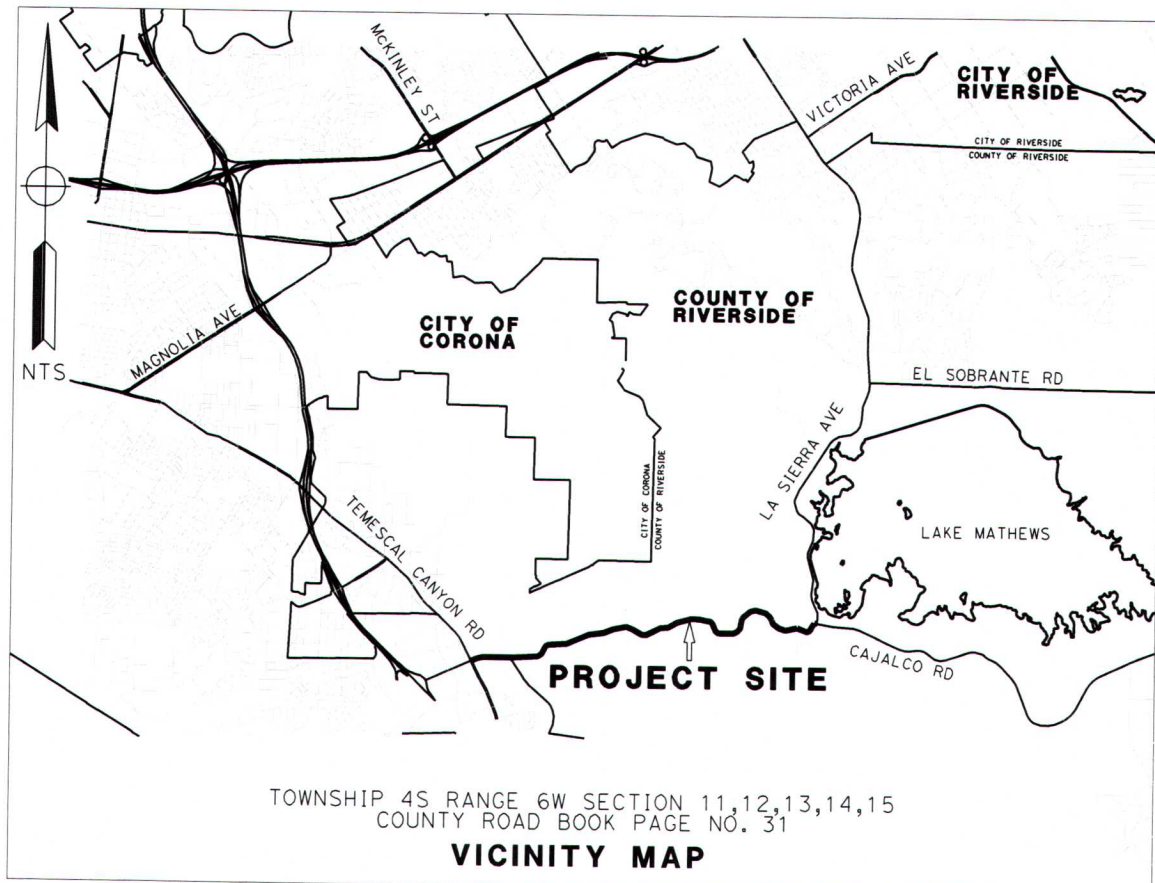 McKINLEY ST
VICTORIA AVE
CITY OF
RIVERSIDE
CITY OF RIVERSIDE
COUNTY OF RIVERSIDE
NTS
MAGNOLIA AVE
CITY OF
CORONA
COUNTY OF
RIVERSIDE
EL SOBRANTE RD
LA SIERRA AVE
CITY OF CORONA
COUNTY OF RIVERSIDE
TEMESCAL CANYON RD
LAKE MATHEWS
PROJECT SITE
CAJALCO RD
TOWNSHIP 4S RANGE 6W SECTION 11,12,13,14,15
COUNTY ROAD BOOK PAGE NO. 31
VICINITY MAP